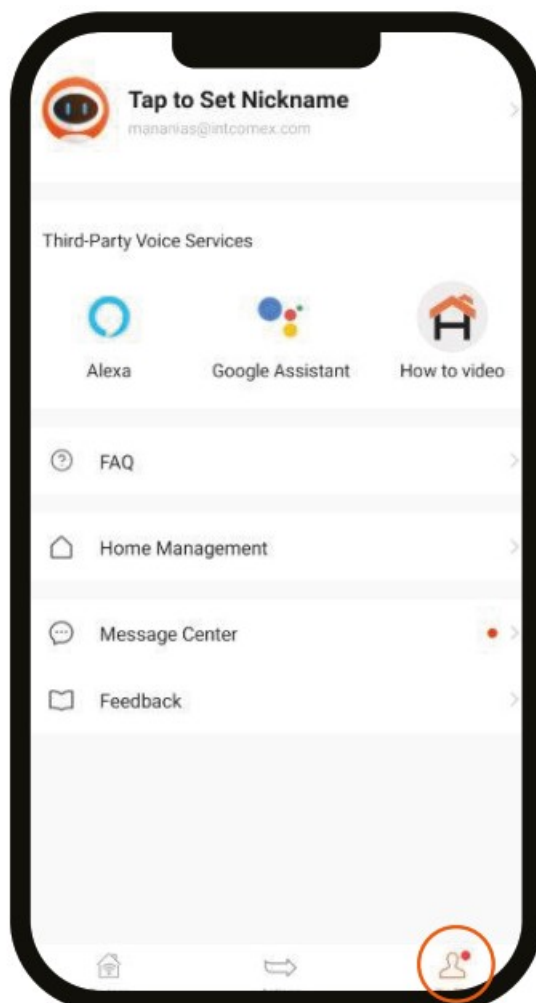 Tap to Set Nickname
mananias@intcomex.com
Third-Party Voice Services
Alexa
Google Assistant
How to video
FAQ
Home Management
Message Center
Feedback